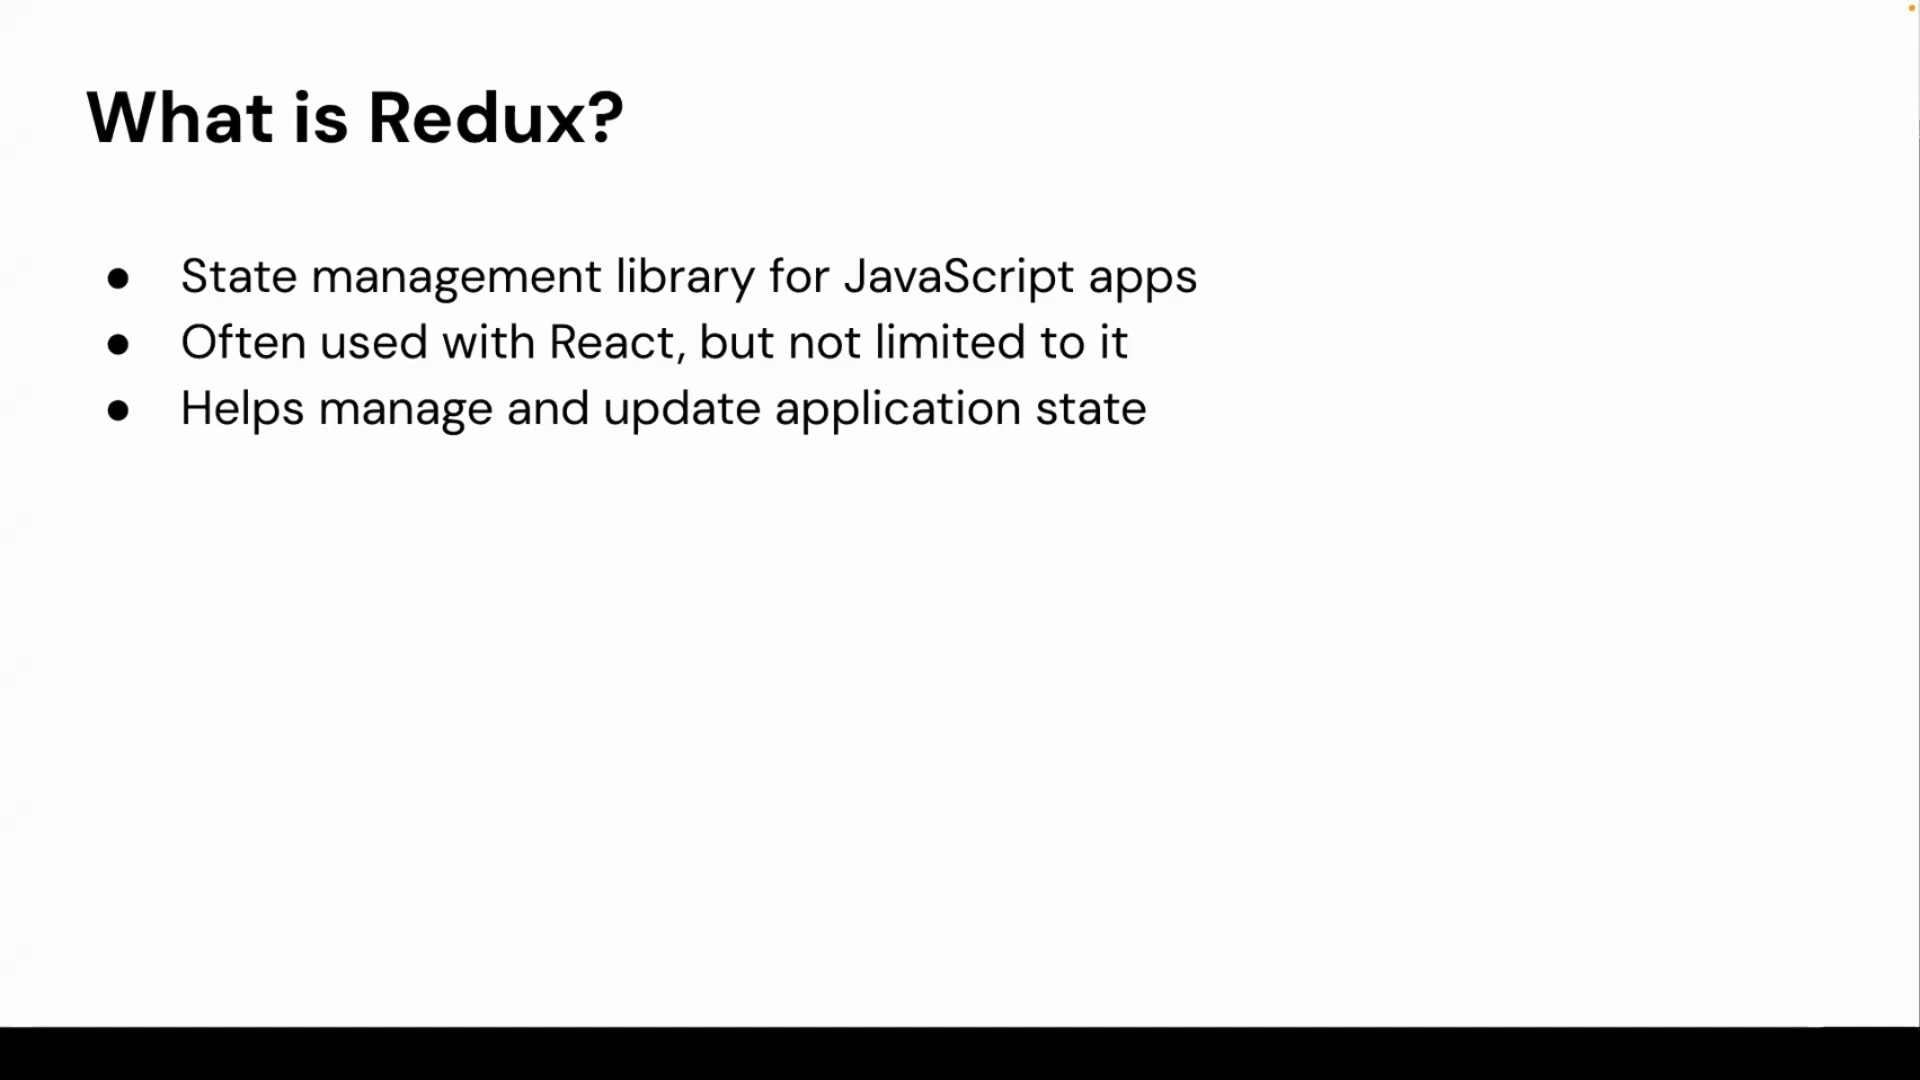 What is Redux?
● State management library for JavaScript apps
● Often used with React, but not limited to it
● Helps manage and update application state